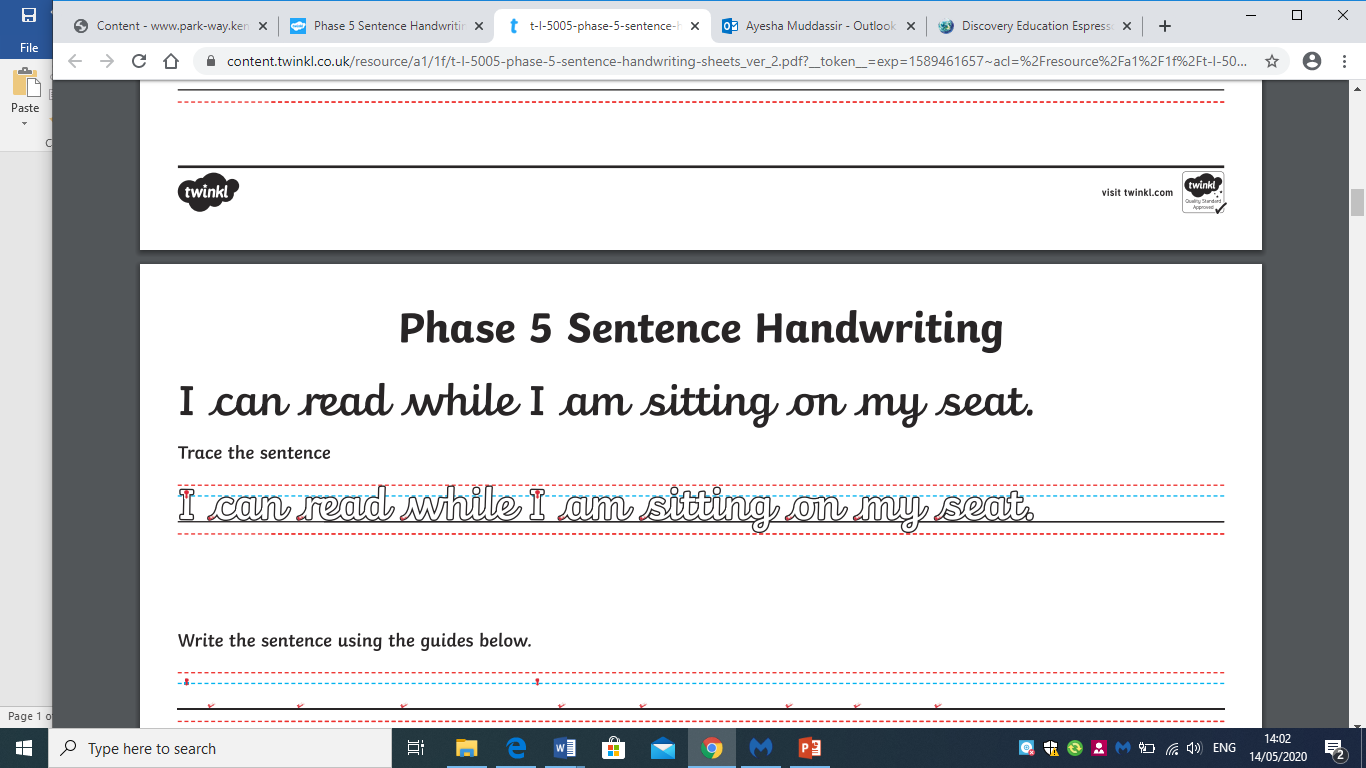 Content - www.park-way.ken
Phase 5 Sentence Handwritin
t-l-5005-phase-5-sentence-h
Ayesha Muddassir - Outlook
Discovery Education Espresso
File
content.twinkl.co.uk/resource/a1/1f/t-l-5005-phase-5-sentence-handwriting-sheets_ver_2.pdf?__token__=exp=1589461657~acl=%2Fresource%2Fa1%2F1f%2Ft-l-50...
Paste
twinkl
visit twinkl.com
twinkl
Quality Standard
Approved
Phase 5 Sentence Handwriting
I can read while I am sitting on my seat.
Trace the sentence
I can read while I am sitting on my seat.
Write the sentence using the guides below.
Page 1 o
Type here to search
ENG
14:02
14/05/2020
2